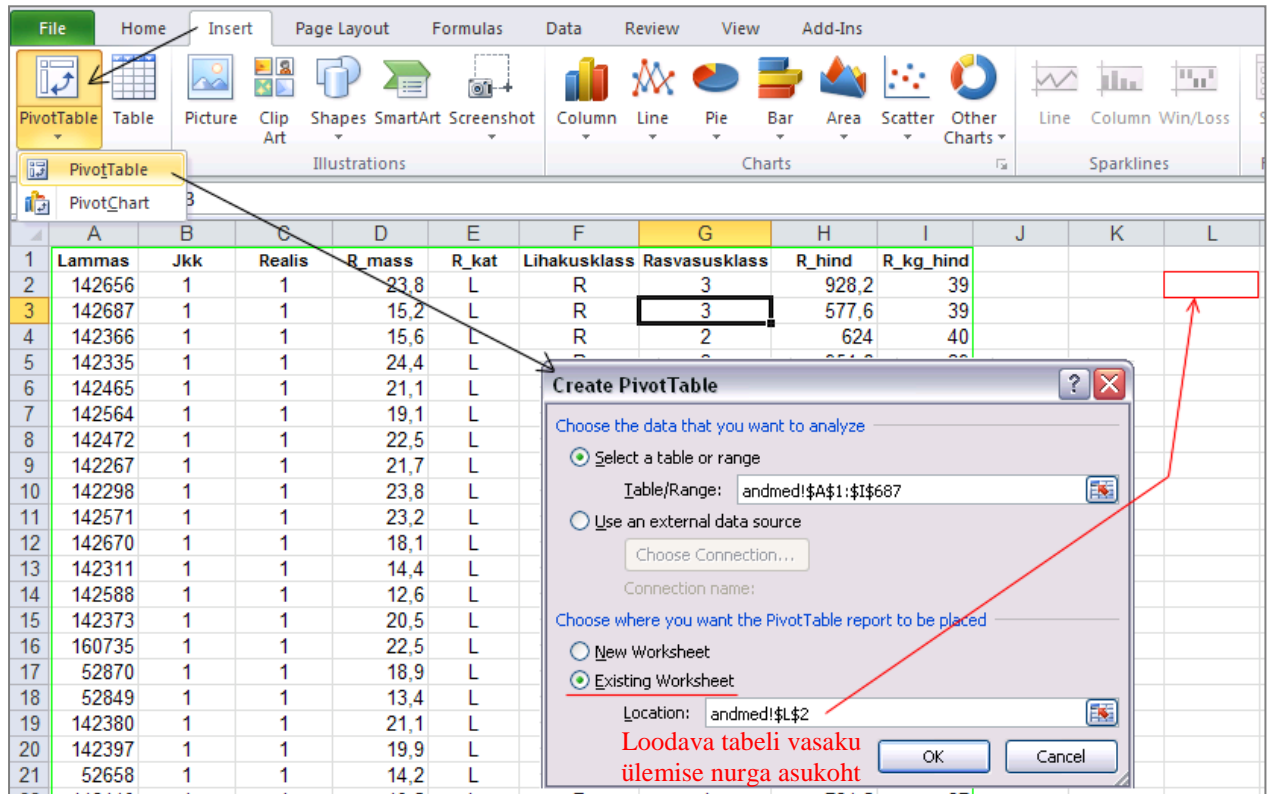 File Home Insert Page Layout Formulas Data Review View Add-Ins
PivotTable Table Picture Clip Art Shapes SmartArt Screenshot Column Line Pie Bar Area Scatter Other Charts Line Column Win/Loss
Illustrations Charts Sparklines
PivotTable
PivotChart
A B C D E F G H I J K L
1 Lammas Jkk Realis R_mass R_kat Lihakusklass Rasvasusklass R_hind R_kg_hind
2 142656 1 1 23,8 L R 3 928,2 39
3 142687 1 1 15,2 L R 3 577,6 39
4 142366 1 1 15,6 L R 2 624 40
5 142335 1 1 24,4 L
6 142465 1 1 21,1 L
7 142564 1 1 19,1 L
8 142472 1 1 22,5 L
9 142267 1 1 21,7 L
10 142298 1 1 23,8 L
11 142571 1 1 23,2 L
12 142670 1 1 18,1 L
13 142311 1 1 14,4 L
14 142588 1 1 12,6 L
15 142373 1 1 20,5 L
16 160735 1 1 22,5 L
17 52870 1 1 18,9 L
18 52849 1 1 13,4 L
19 142380 1 1 21,1 L
20 142397 1 1 19,9 L
21 52658 1 1 14,2 L
Create PivotTable
Choose the data that you want to analyze
Select a table or range
Table/Range: andmed!$A$1:$I$687
Use an external data source
Choose Connection...
Connection name:
Choose where you want the PivotTable report to be placed
New Worksheet
Existing Worksheet
Location: andmed!$L$2
Loodava tabeli vasaku
ülemise nurga asukoht
OK Cancel